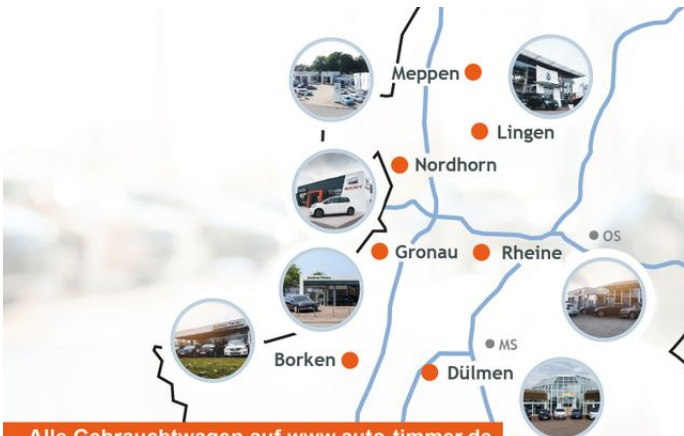 Meppen
Lingen
Nordhorn
OS
Gronau
Rheine
MS
Borken
Dülmen
Alle Gebrauchtwagen auf www.auto-timmer.de